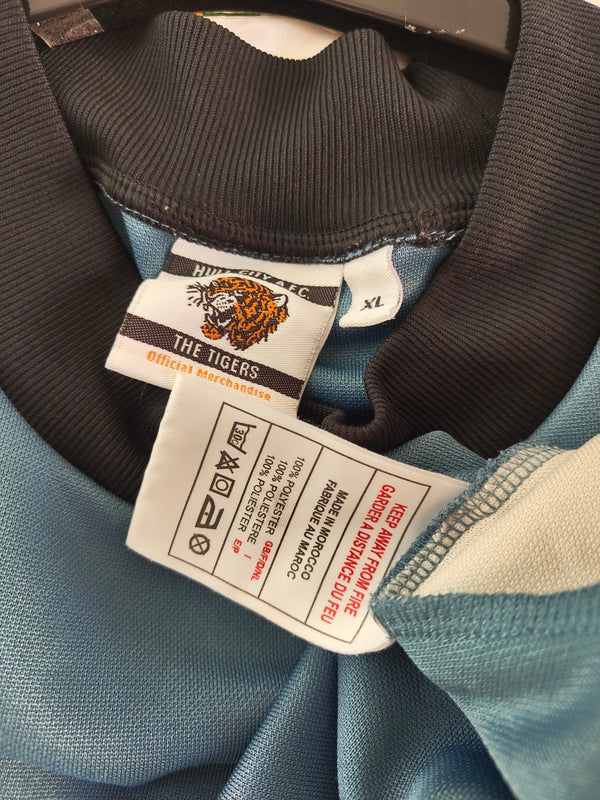 HULL CITY A.F.C.
THE TIGERS
Official Merchandise
XL
30C
100% POLYESTER GB/F/D/NL
100% POLIESTERE I
100% POLIESTER E/P
MADE IN MOROCCO
FABRIQUE AU MAROC
KEEP AWAY FROM FIRE
GARDER A DISTANCE DU FEU